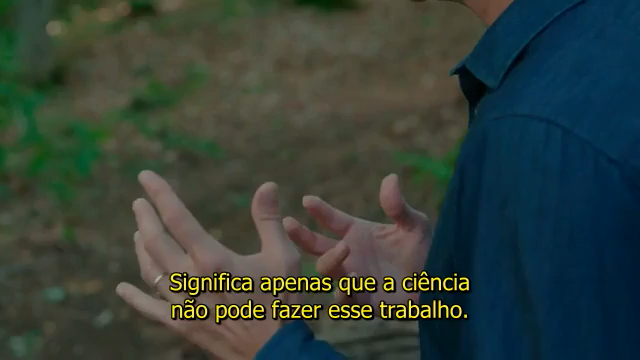 Significa apenas que a ciência
não pode fazer esse trabalho.